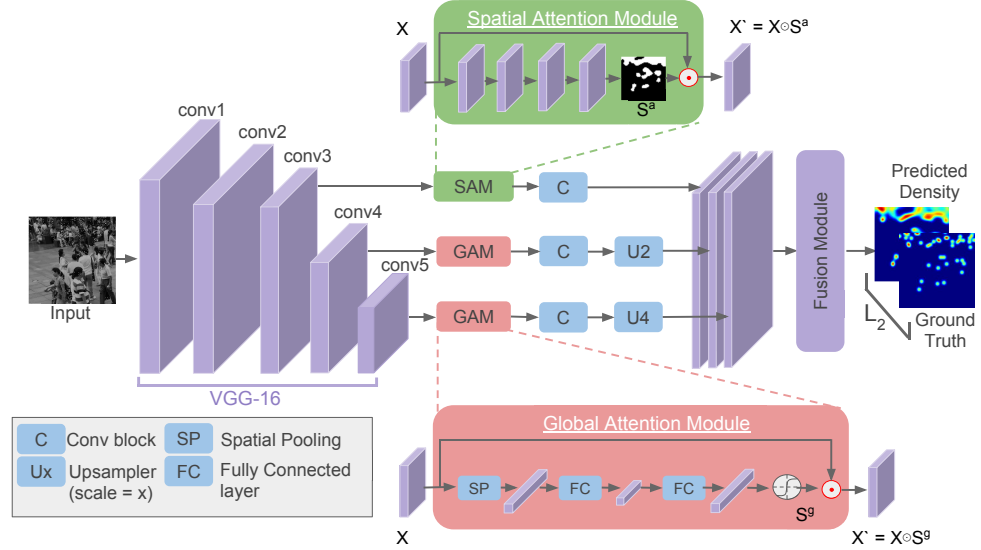 Spatial Attention Module
X
X` = X⊙Sᵃ
Sᵃ
conv1
conv2
conv3
conv4
conv5
SAM
C
GAM
C
U2
GAM
C
U4
Fusion Module
Predicted
Density
L₂
Ground
Truth
Input
VGG-16
C
Conv block
SP
Spatial Pooling
Ux
Upsampler
(scale = x)
FC
Fully Connected
layer
Global Attention Module
X
SP
FC
FC
Sᵍ
X` = X⊙Sᵍ